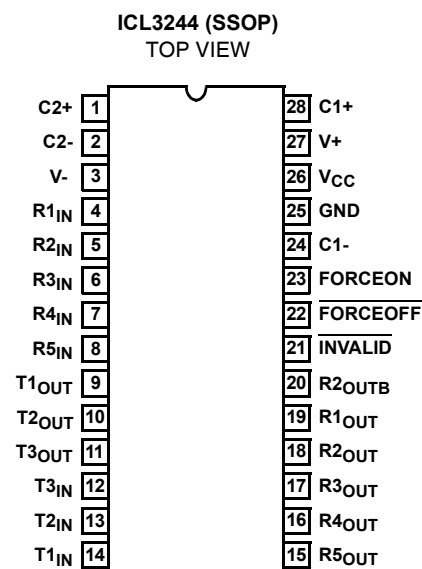 ICL3244 (SSOP)
TOP VIEW
C2+ 1 28 C1+
C2- 2 27 V+
V- 3 26 VCC
R1IN 4 25 GND
R2IN 5 24 C1-
R3IN 6 23 FORCEON
R4IN 7 22 FORCEOFF
R5IN 8 21 INVALID
T1OUT 9 20 R2OUTB
T2OUT 10 19 R1OUT
T3OUT 11 18 R2OUT
T3IN 12 17 R3OUT
T2IN 13 16 R4OUT
T1IN 14 15 R5OUT